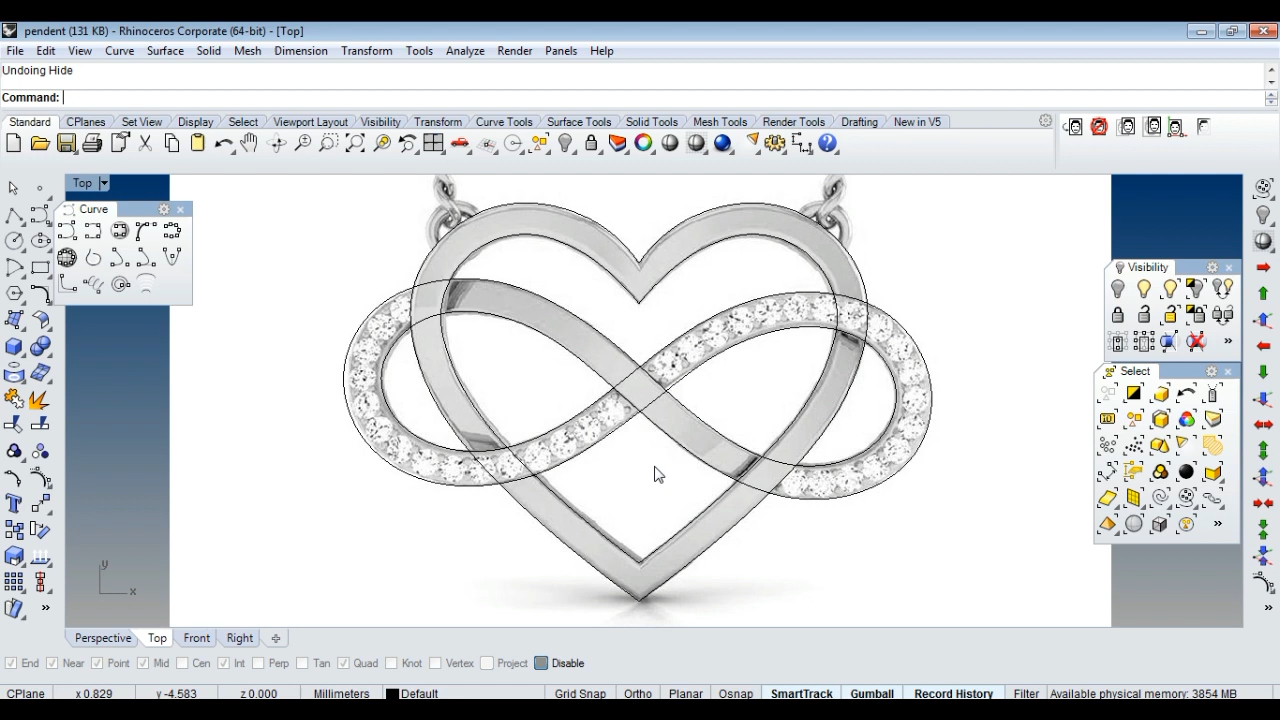 pendent (131 KB) - Rhinoceros Corporate (64-bit) - [Top]
File Edit View Curve Surface Solid Mesh Dimension Transform Tools Analyze Render Panels Help
Undoing Hide
Command:
Standard CPlanes Set View Display Select Viewport Layout Visibility Transform Curve Tools Surface Tools Solid Tools Mesh Tools Render Tools Drafting New in V5
Top
Curve
Visibility
Select
y
x
Perspective Top Front Right
End Near Point Mid Cen Int Perp Tan Quad Knot Vertex Project Disable
CPlane x 0.829 y -4.583 z 0.000 Millimeters Default Grid Snap Ortho Planar Osnap SmartTrack Gumball Record History Filter Available physical memory: 3854 MB